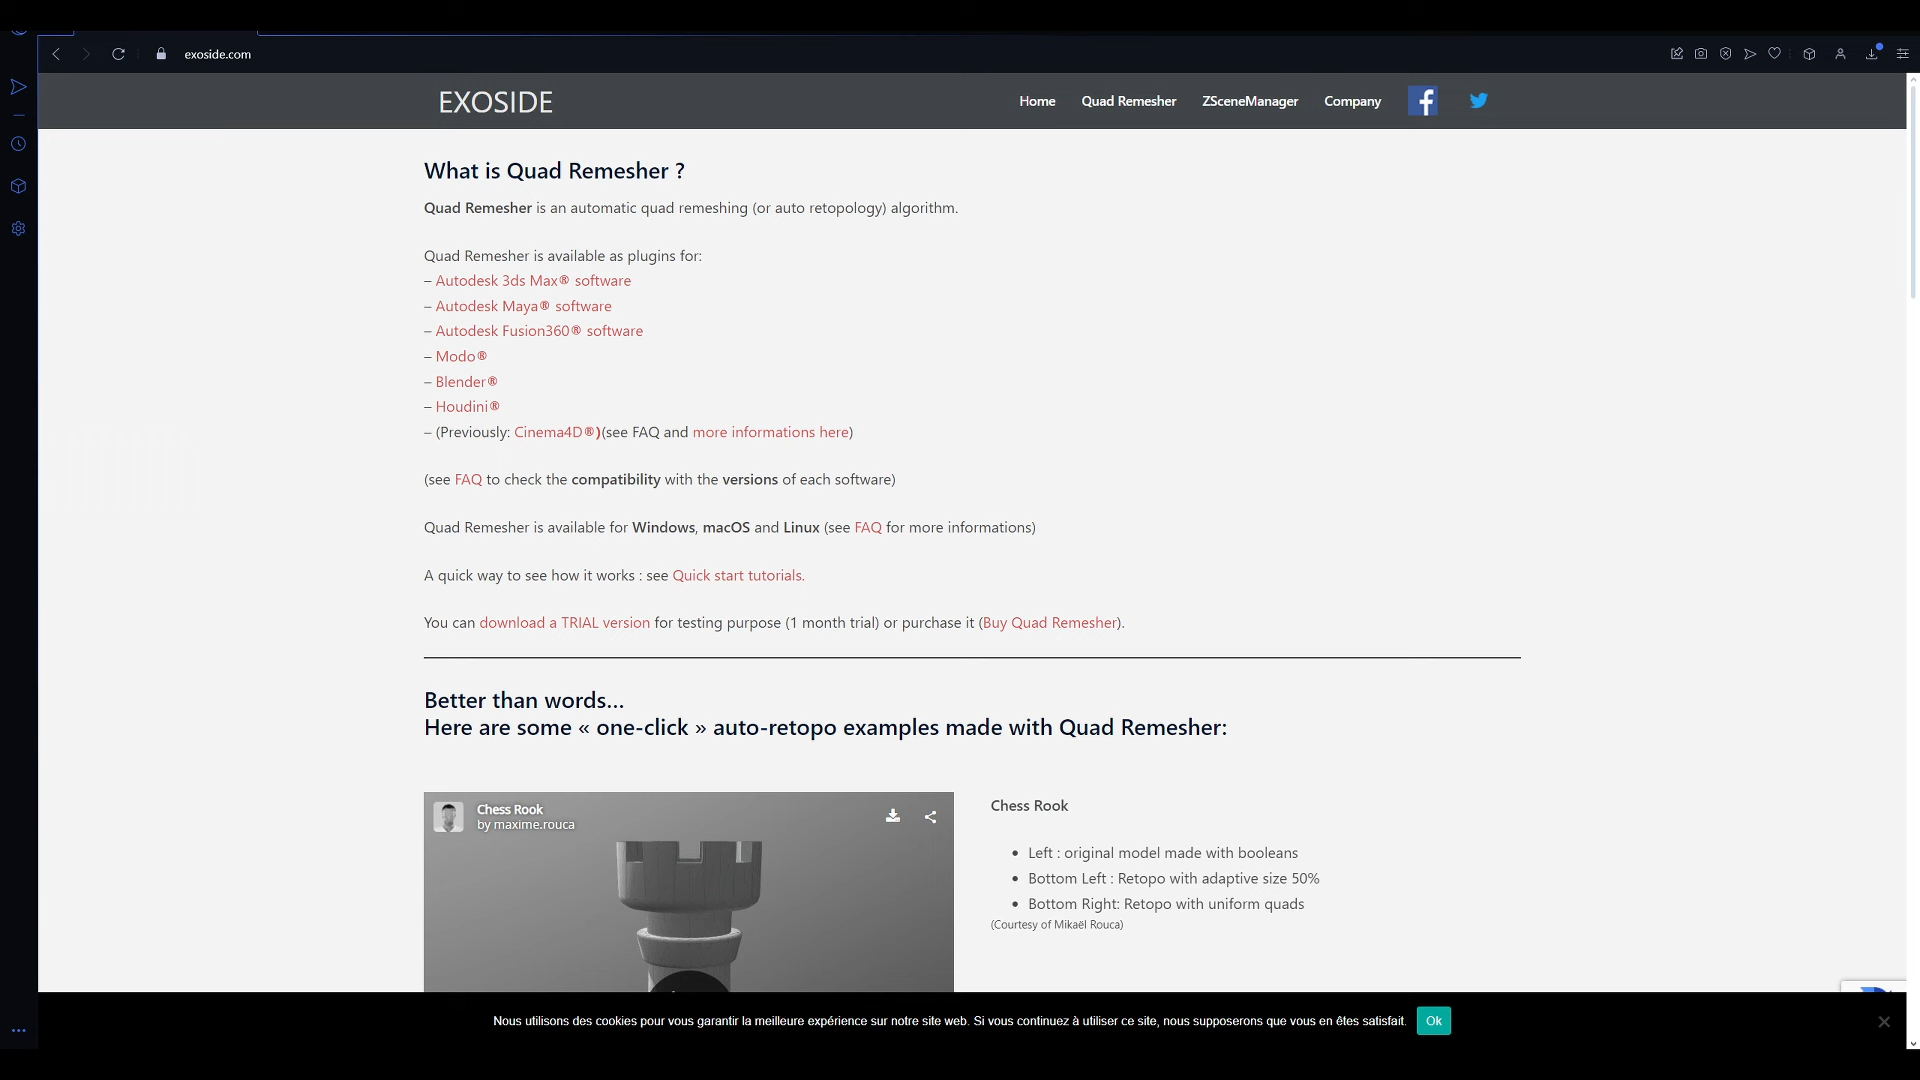 exoside.com
EXOSIDE
Home Quad Remesher ZSceneManager Company
What is Quad Remesher ?
Quad Remesher is an automatic quad remeshing (or auto retopology) algorithm.
Quad Remesher is available as plugins for:
– Autodesk 3ds Max® software
– Autodesk Maya® software
– Autodesk Fusion360® software
– Modo®
– Blender®
– Houdini®
– (Previously: Cinema4D®)(see FAQ and more informations here)
(see FAQ to check the compatibility with the versions of each software)
Quad Remesher is available for Windows, macOS and Linux (see FAQ for more informations)
A quick way to see how it works : see Quick start tutorials.
You can download a TRIAL version for testing purpose (1 month trial) or purchase it (Buy Quad Remesher).
Better than words...
Here are some « one-click » auto-retopo examples made with Quad Remesher:
Chess Rook
by maxime.rouca
Chess Rook
• Left : original model made with booleans
• Bottom Left : Retopo with adaptive size 50%
• Bottom Right: Retopo with uniform quads
(Courtesy of Mikaël Rouca)
Nous utilisons des cookies pour vous garantir la meilleure expérience sur notre site web. Si vous continuez à utiliser ce site, nous supposerons que vous en êtes satisfait. Ok